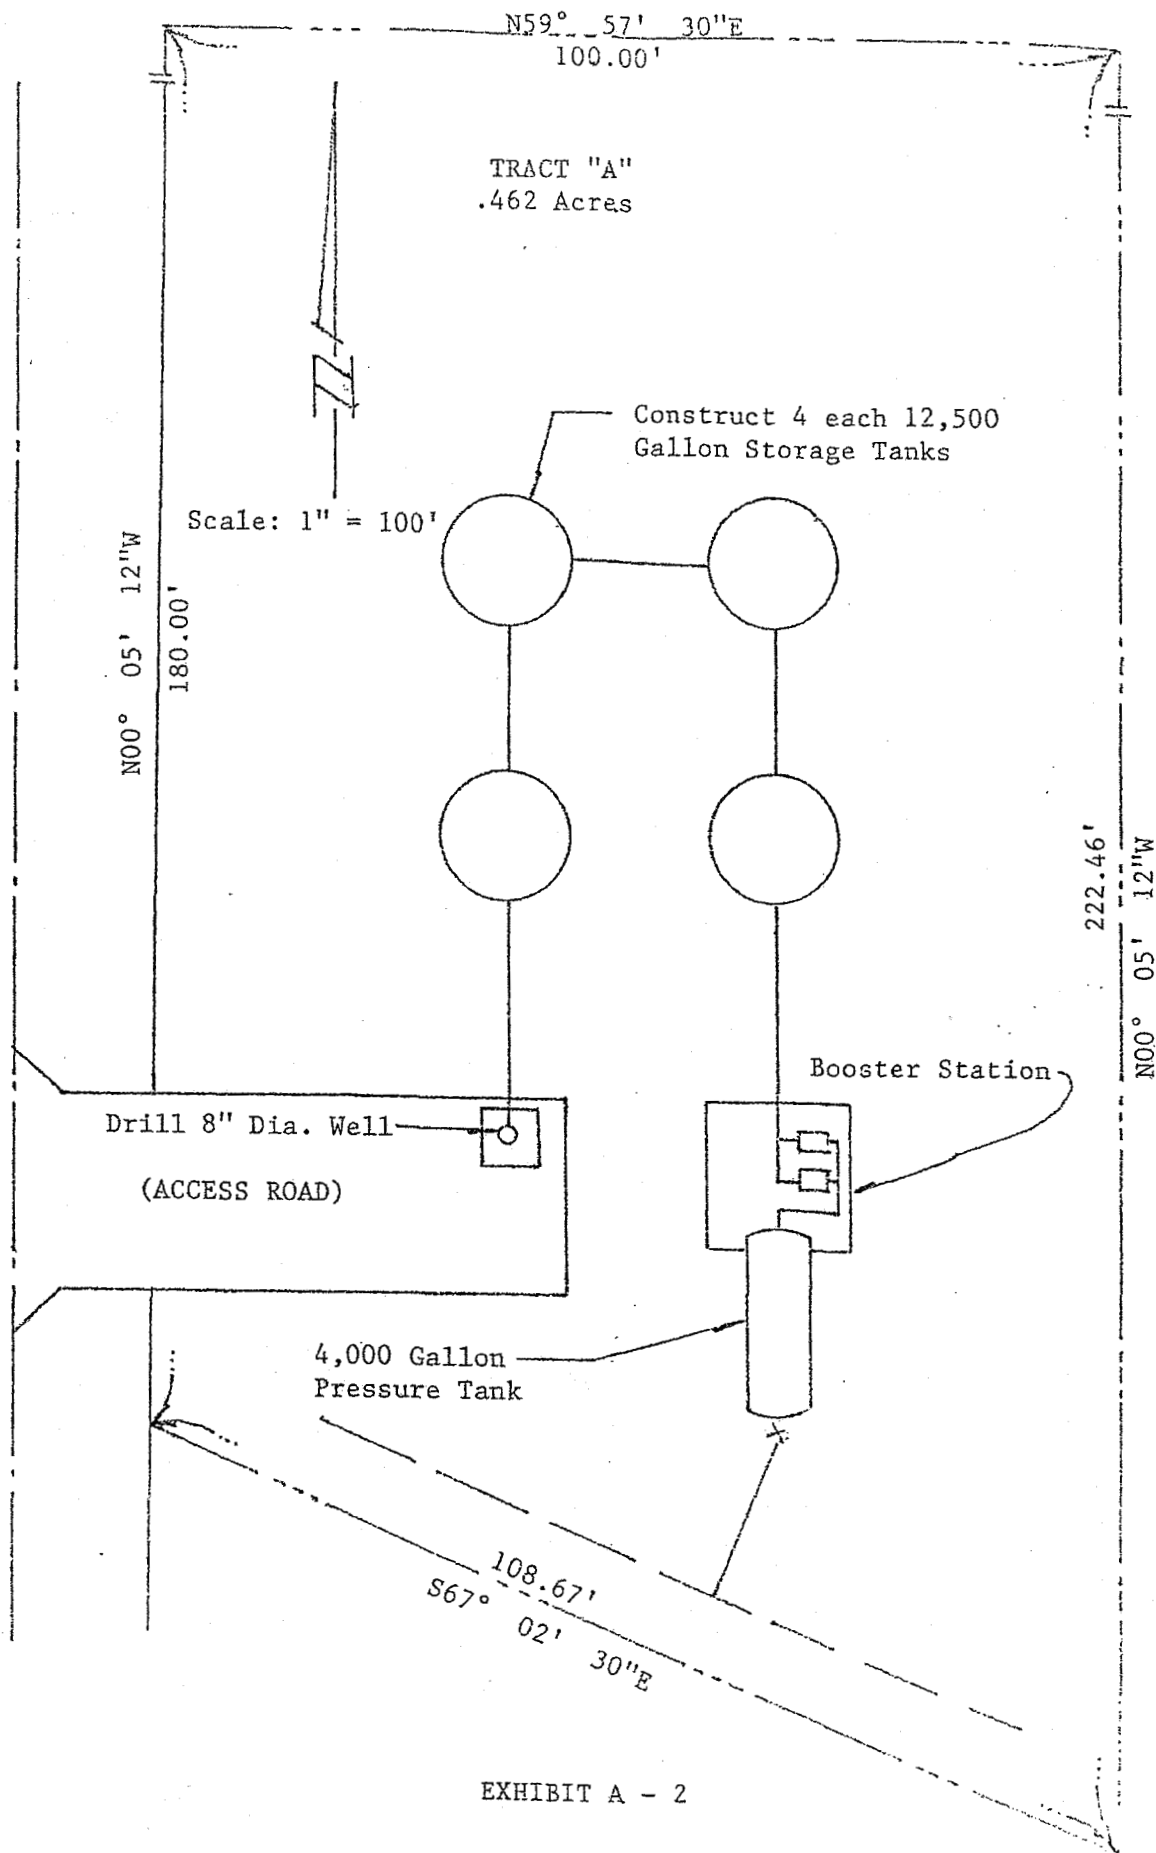 N59° 57' 30"E
100.00'
TRACT "A"
.462 Acres
Construct 4 each 12,500
Gallon Storage Tanks
Scale: 1" = 100'
N00° 05' 12"W
180.00'
222.46'
N00° 05' 12"W
Booster Station
Drill 8" Dia. Well
(ACCESS ROAD)
4,000 Gallon
Pressure Tank
108.67'
S67° 02' 30"E
EXHIBIT A - 2